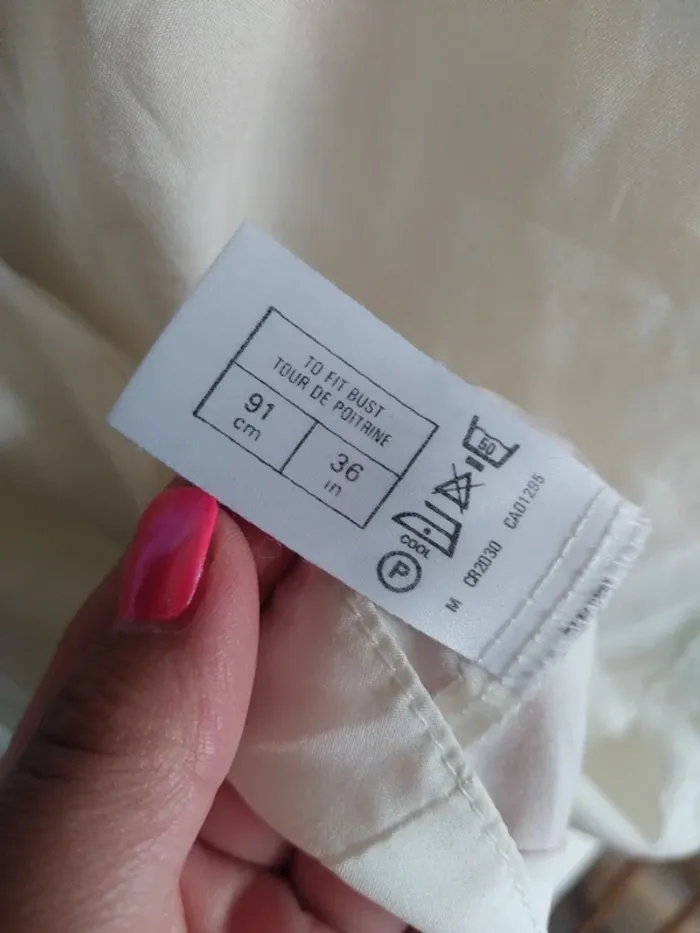 TO FIT BUST
TOUR DE POITRINE
91
cm
36
in
50
COOL
P
M CR2030 CA01295